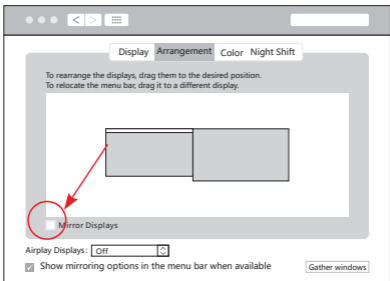 Display Arrangement Color Night Shift
To rearrange the displays, drag them to the desired position.
To relocate the menu bar, drag it to a different display.
Mirror Displays
Airplay Displays: Off
Show mirroring options in the menu bar when available
Gather windows